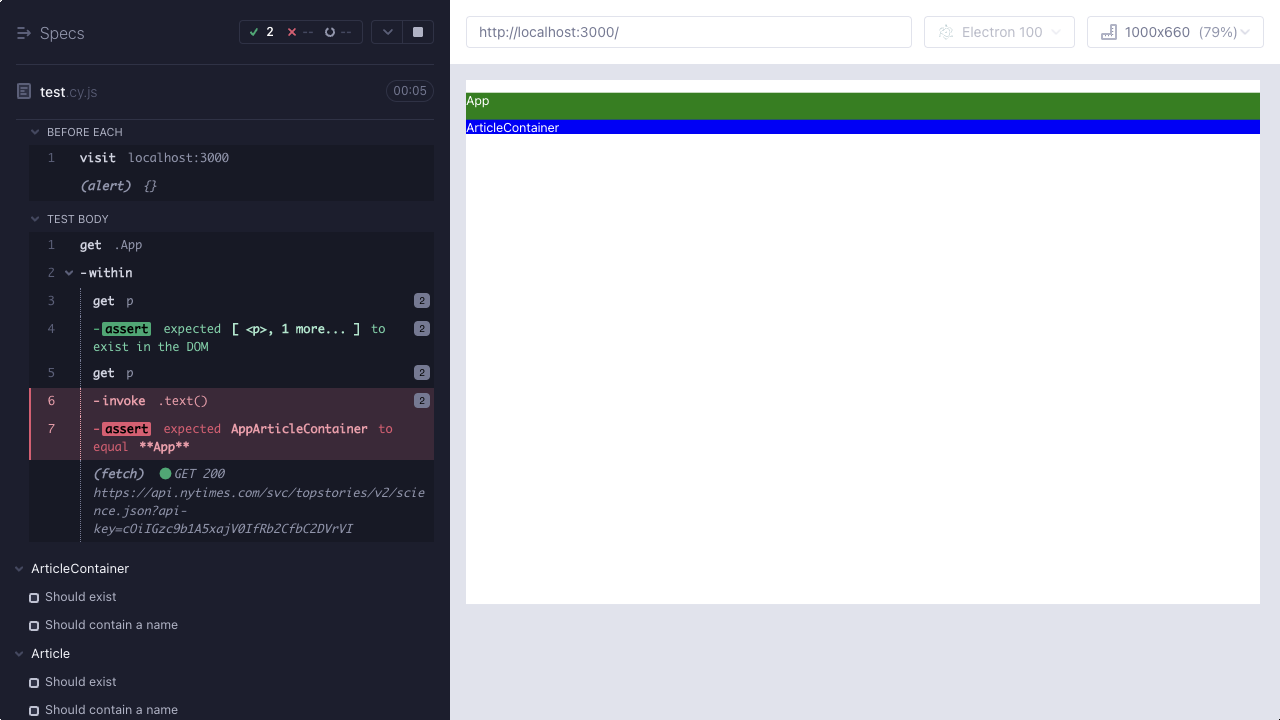 Specs
2 -- --
test.cy.js
00:05
BEFORE EACH
1 visit localhost:3000
(alert) {}
TEST BODY
1 get .App
2 -within
3 get p 2
4 -assert expected [ <p>, 1 more... ] to 2
exist in the DOM
5 get p 2
6 -invoke .text() 2
7 -assert expected AppArticleContainer to
equal **App**
(fetch) GET 200
https://api.nytimes.com/svc/topstories/v2/scie
nce.json?api-
key=cOiIGzc9b1A5xajV0IfRb2CfbC2DVrVI
ArticleContainer
Should exist
Should contain a name
Article
Should exist
Should contain a name
http://localhost:3000/
Electron 100
1000x660 (79%)
App
ArticleContainer